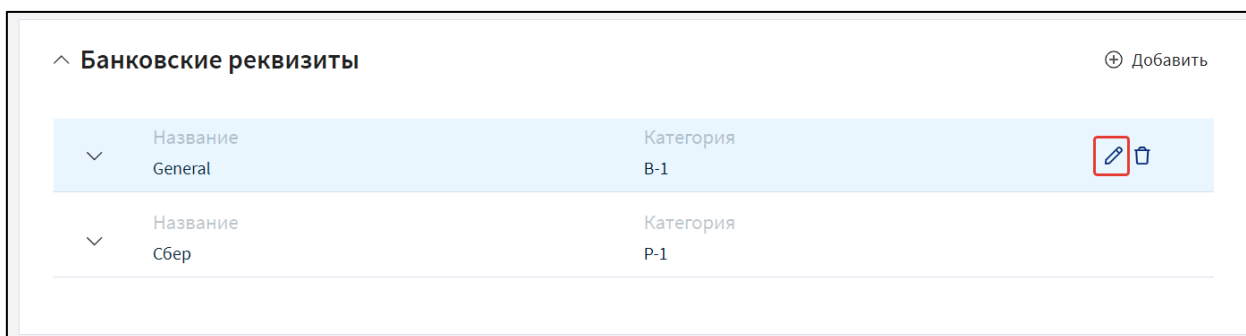 Банковские реквизиты Добавить
Название Категория
General B-1
Название Категория
Сбер P-1